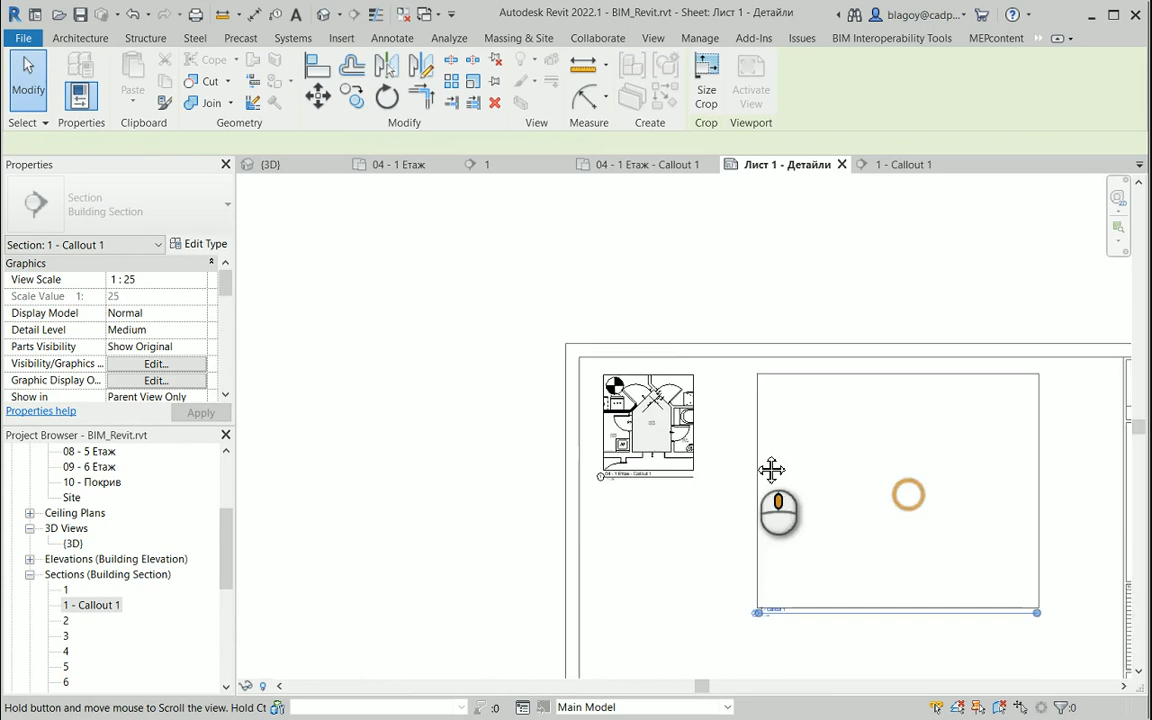 Autodesk Revit 2022.1 - BIM_Revit.rvt - Sheet: Лист 1 - Детайли
blagoy@cadp...
File
Architecture
Structure
Steel
Precast
Systems
Insert
Annotate
Analyze
Massing & Site
Collaborate
View
Manage
Add-Ins
Issues
BIM Interoperability Tools
MEPcontent
Modify
Paste
Cope
Cut
Join
Size Crop
Activate View
Select
Properties
Clipboard
Geometry
Modify
View
Measure
Create
Crop
Viewport
Properties
{3D}
04 - 1 Етаж
1
04 - 1 Етаж - Callout 1
Лист 1 - Детайли
1 - Callout 1
Section
Building Section
Section: 1 - Callout 1
Edit Type
Graphics
View Scale 1 : 25
Scale Value 1: 25
Display Model Normal
Detail Level Medium
Parts Visibility Show Original
Visibility/Graphics ... Edit...
Graphic Display O... Edit...
Show in Parent View Only
Properties help
Apply
Project Browser - BIM_Revit.rvt
08 - 5 Етаж
09 - 6 Етаж
10 - Покрив
Site
Ceiling Plans
3D Views
{3D}
Elevations (Building Elevation)
Sections (Building Section)
1
1 - Callout 1
2
3
4
5
6
04 - 1 Етаж - Callout 1
Hold button and move mouse to Scroll the view. Hold Ct
:0
Main Model
:0